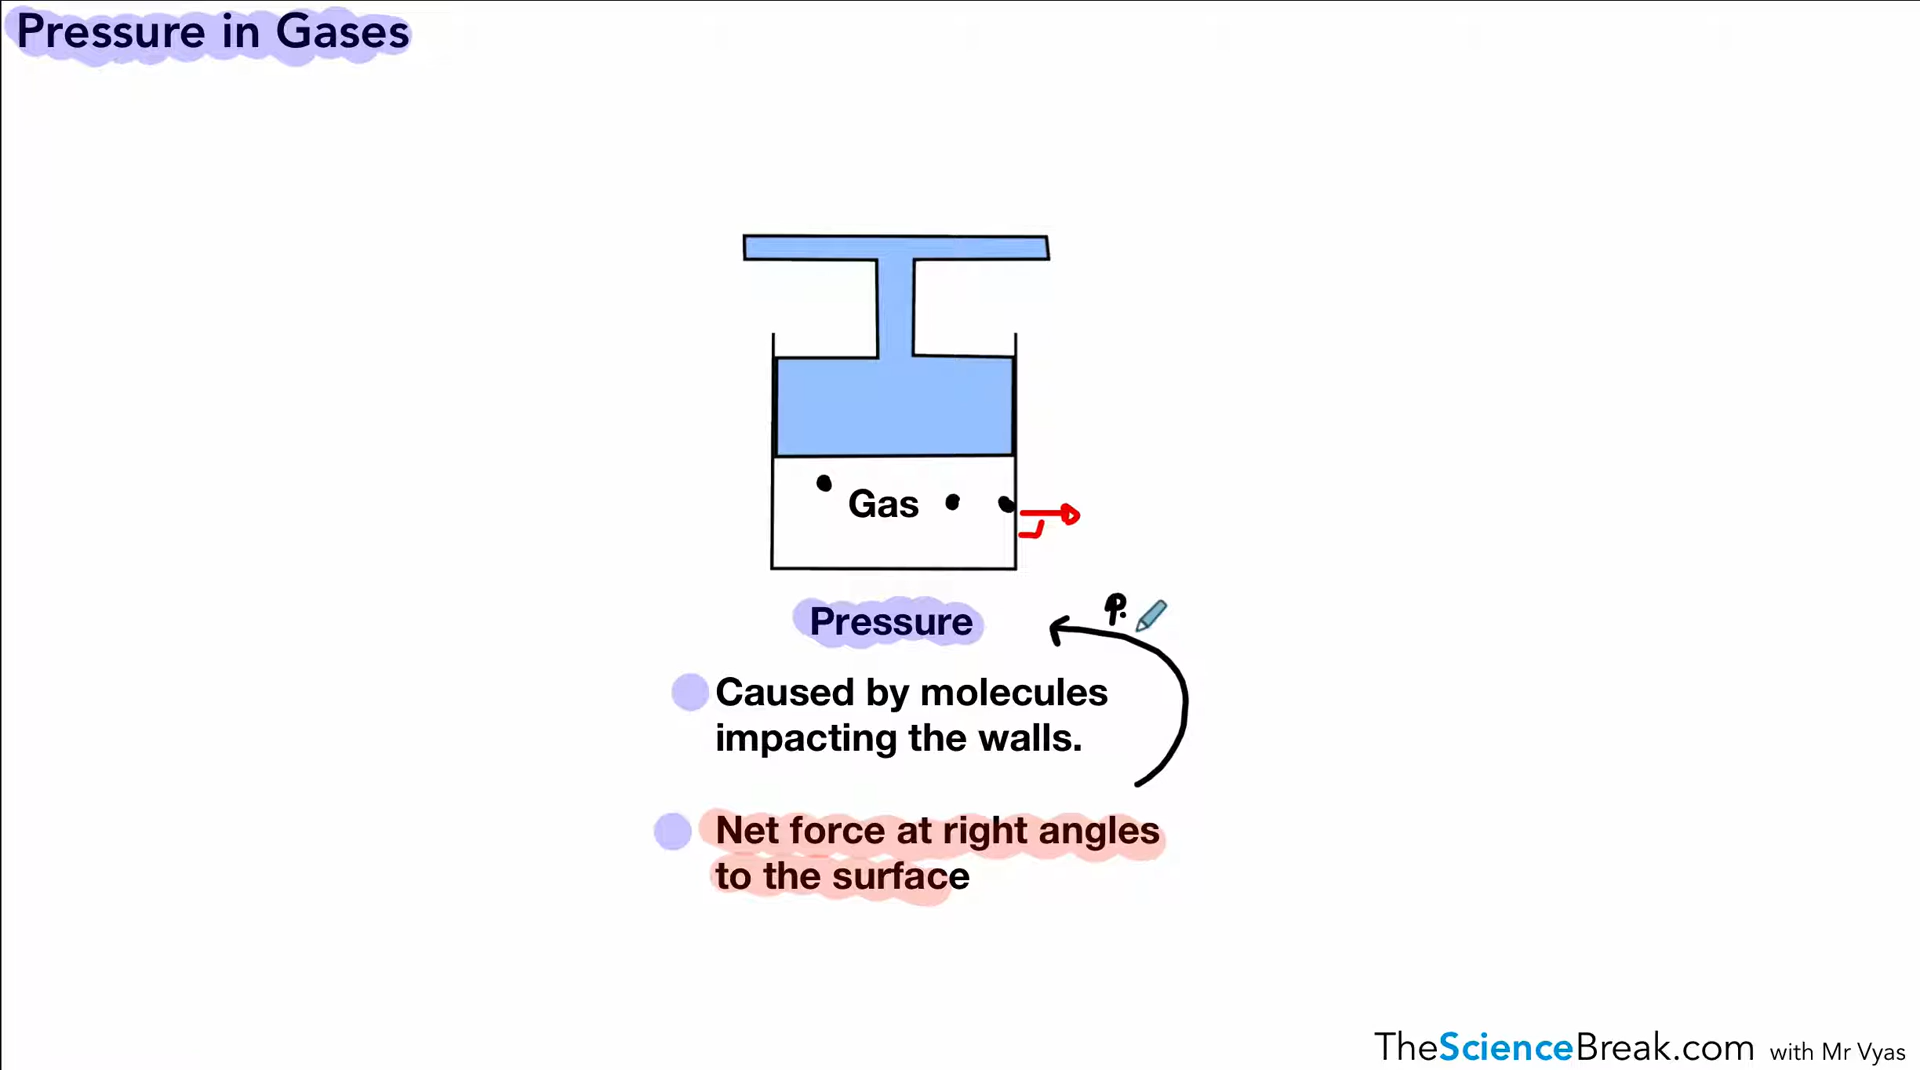 Pressure in Gases
Gas
Pressure
p.
Caused by molecules
impacting the walls.
Net force at right angles
to the surface
TheScienceBreak.com with Mr Vyas